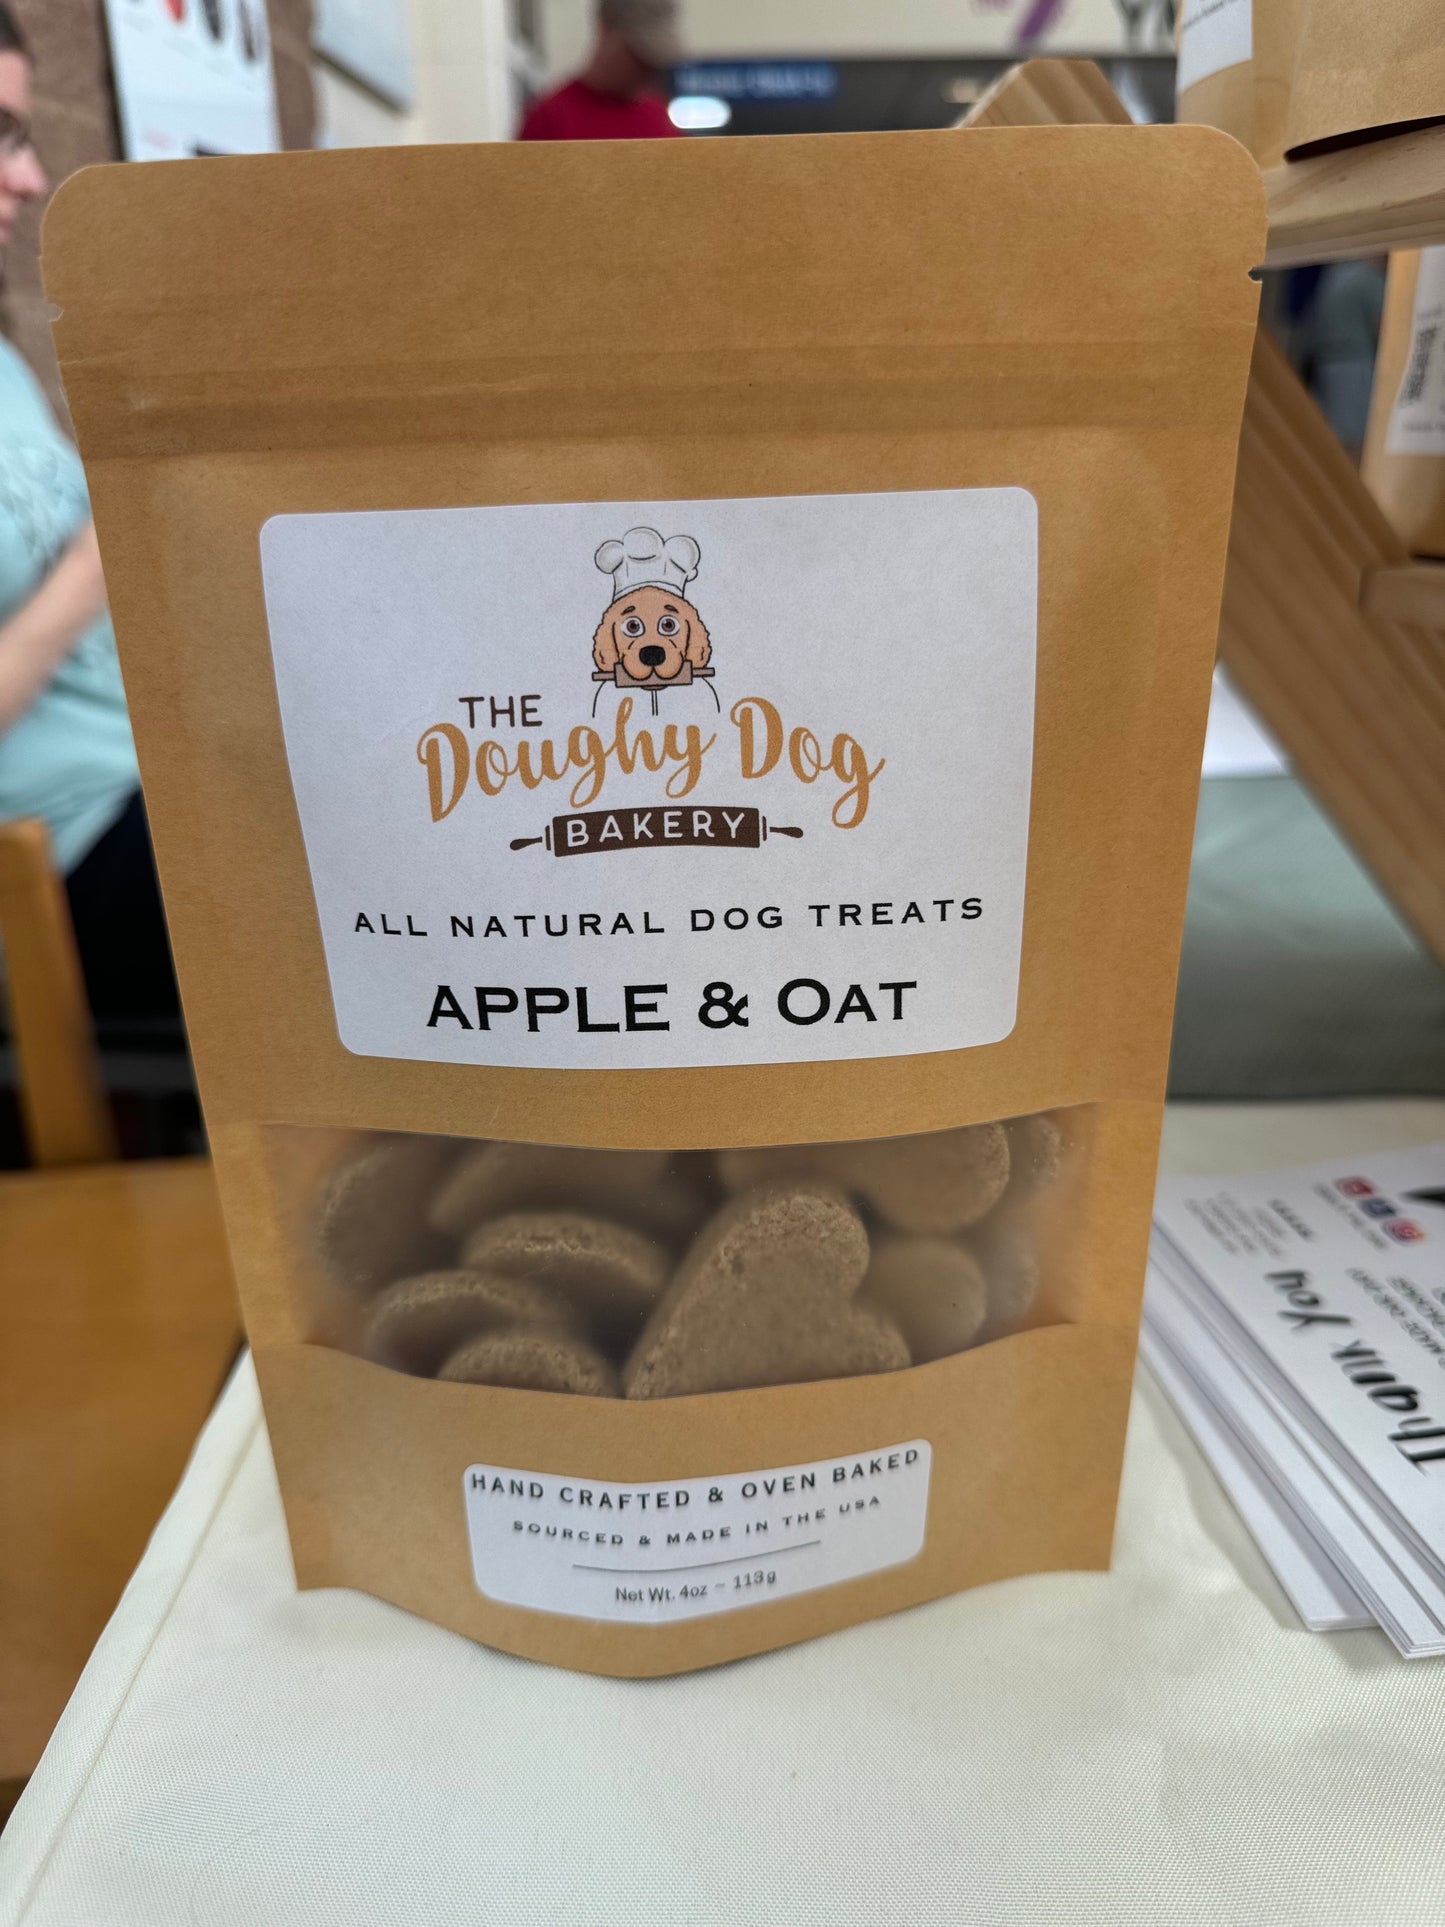 THE
Doughy Dog
BAKERY
ALL NATURAL DOG TREATS
APPLE & OAT
HAND CRAFTED & OVEN BAKED
SOURCED & MADE IN THE USA
Net Wt. 4oz ~ 113g
Thank You